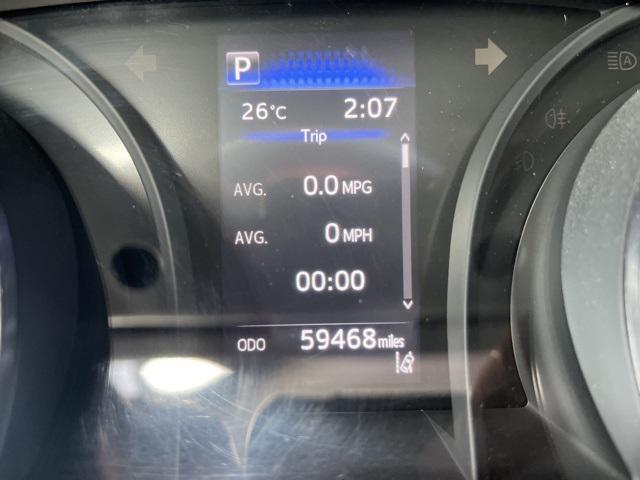 P
26°C 2:07
Trip
AVG. 0.0 MPG
AVG. 0 MPH
00:00
ODO 59468 miles
A